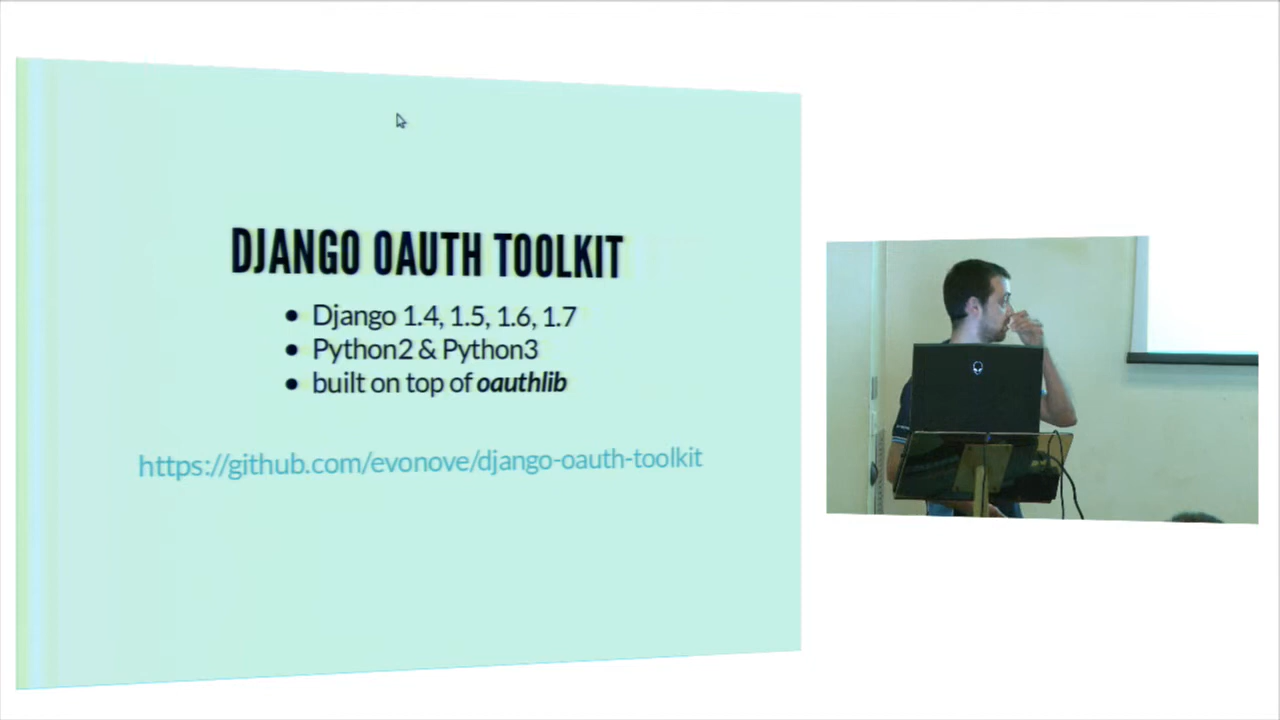 DJANGO OAUTH TOOLKIT
Django 1.4, 1.5, 1.6, 1.7
Python2 & Python3
built on top of oauthlib
https://github.com/evonove/django-oauth-toolkit